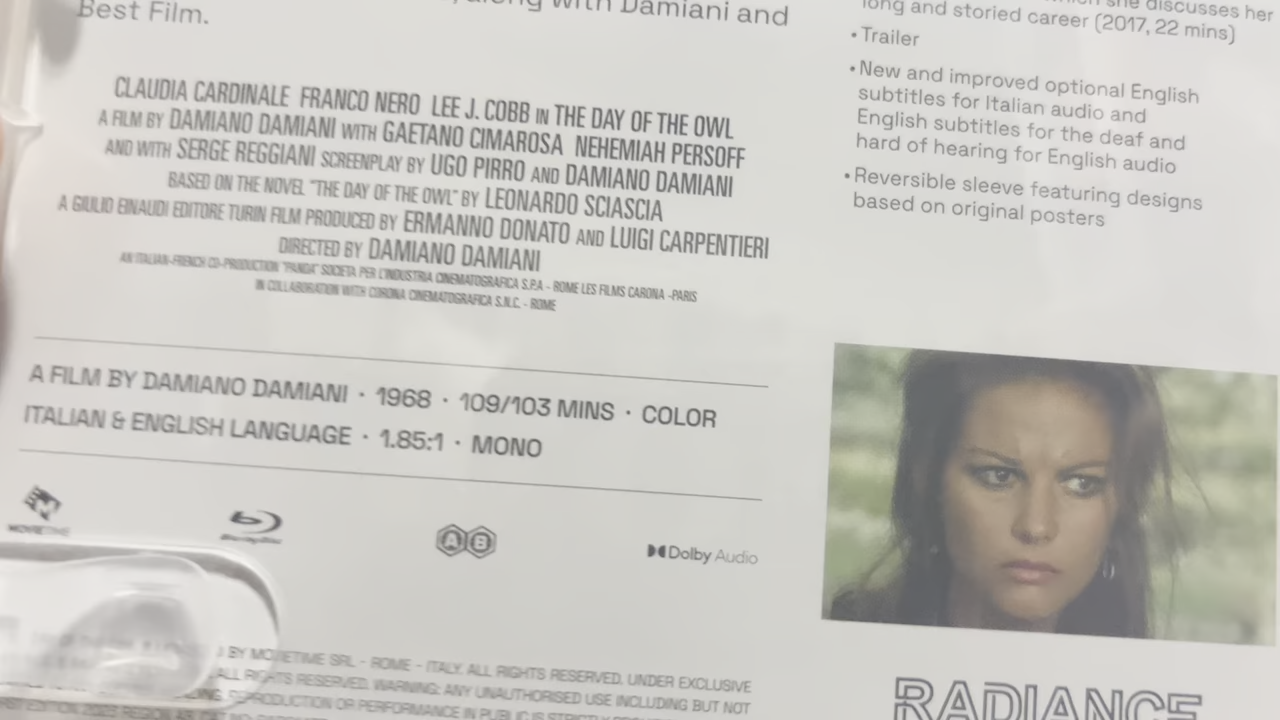 along with Damiani and
Best Film.
CLAUDIA CARDINALE FRANCO NERO LEE J. COBB IN THE DAY OF THE OWL
A FILM BY DAMIANO DAMIANI WITH GAETANO CIMAROSA NEHEMIAH PERSOFF
AND WITH SERGE REGGIANI SCREENPLAY BY UGO PIRRO AND DAMIANO DAMIANI
BASED ON THE NOVEL "THE DAY OF THE OWL" BY LEONARDO SCIASCIA
A GIULIO EINAUDI EDITORE TURIN FILM PRODUCED BY ERMANNO DONATO AND LUIGI CARPENTIERI
DIRECTED BY DAMIANO DAMIANI
AN ITALIAN-FRENCH CO-PRODUCTION "PANDA" SOCIETA PER L'INDUSTRIA CINEMATOGRAFICA S.P.A - ROME LES FILMS CARONA -PARIS
IN COLLABORATION WITH CORONA CINEMATOGRAFICA S.N.C. - ROME
A FILM BY DAMIANO DAMIANI · 1968 · 109/103 MINS · COLOR
ITALIAN & ENGLISH LANGUAGE · 1.85:1 · MONO
MOVIETIME
Blu-ray Disc
A B
Dolby Audio
BY MOVIETIME SRL - ROME - ITALY. ALL RIGHTS RESERVED. UNDER EXCLUSIVE
ALL RIGHTS RESERVED. WARNING: ANY UNAUTHORISED USE INCLUDING BUT NOT
REPRODUCTION OR PERFORMANCE IN PUBLIC IS STRICTLY
she discusses her
long and storied career (2017, 22 mins)
• Trailer
• New and improved optional English
subtitles for Italian audio and
English subtitles for the deaf and
hard of hearing for English audio
• Reversible sleeve featuring designs
based on original posters
RADIANCE